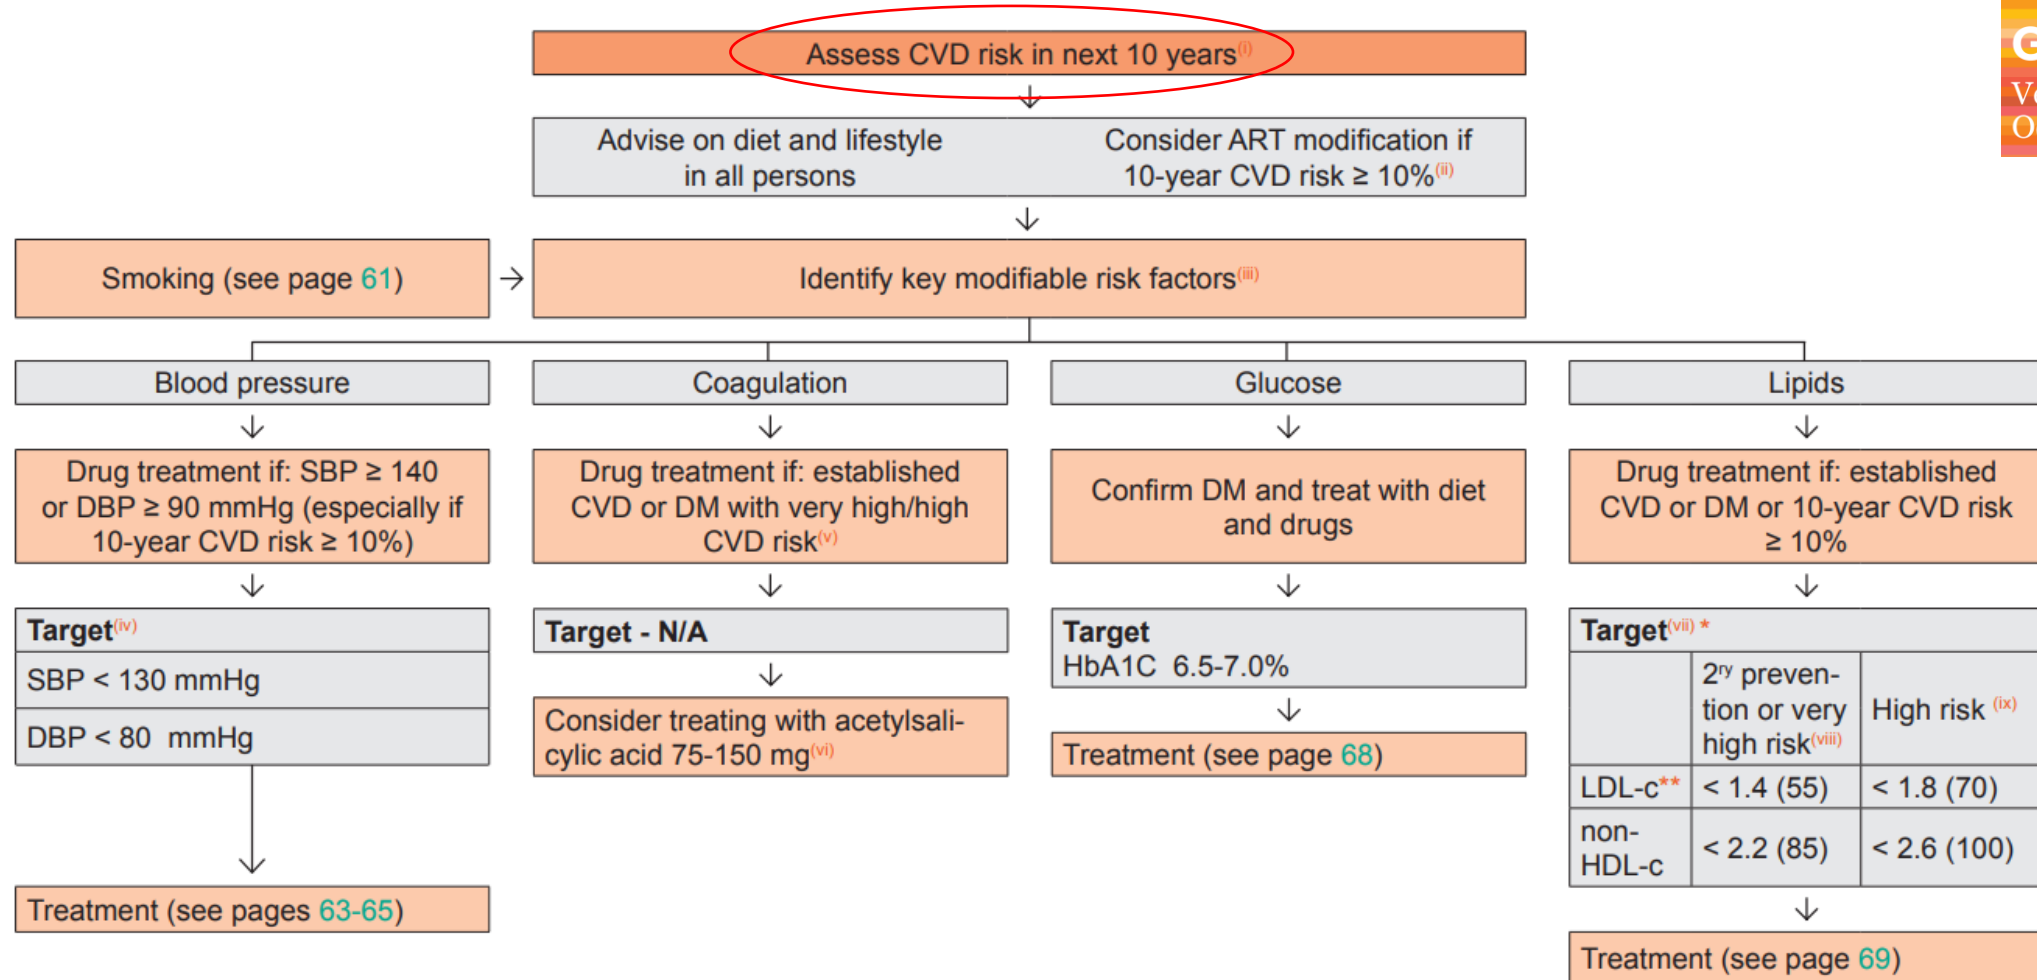 Assess CVD risk in next 10 years(i)
G
Ve
O
Advise on diet and lifestyle
in all persons
Consider ART modification if
10-year CVD risk ≥ 10%(ii)
Smoking (see page 61)
Identify key modifiable risk factors(iii)
Blood pressure
Drug treatment if: SBP ≥ 140
or DBP ≥ 90 mmHg (especially if
10-year CVD risk ≥ 10%)
Target(iv)
SBP < 130 mmHg
DBP < 80 mmHg
Treatment (see pages 63-65)
Coagulation
Drug treatment if: established
CVD or DM with very high/high
CVD risk(v)
Target - N/A
Consider treating with acetylsali-
cylic acid 75-150 mg(vi)
Glucose
Confirm DM and treat with diet
and drugs
Target
HbA1C 6.5-7.0%
Treatment (see page 68)
Lipids
Drug treatment if: established
CVD or DM or 10-year CVD risk
≥ 10%
Target(vii) *
2ry preven-
tion or very
high risk(viii)
High risk (ix)
LDL-c** < 1.4 (55) < 1.8 (70)
non-
HDL-c < 2.2 (85) < 2.6 (100)
Treatment (see page 69)